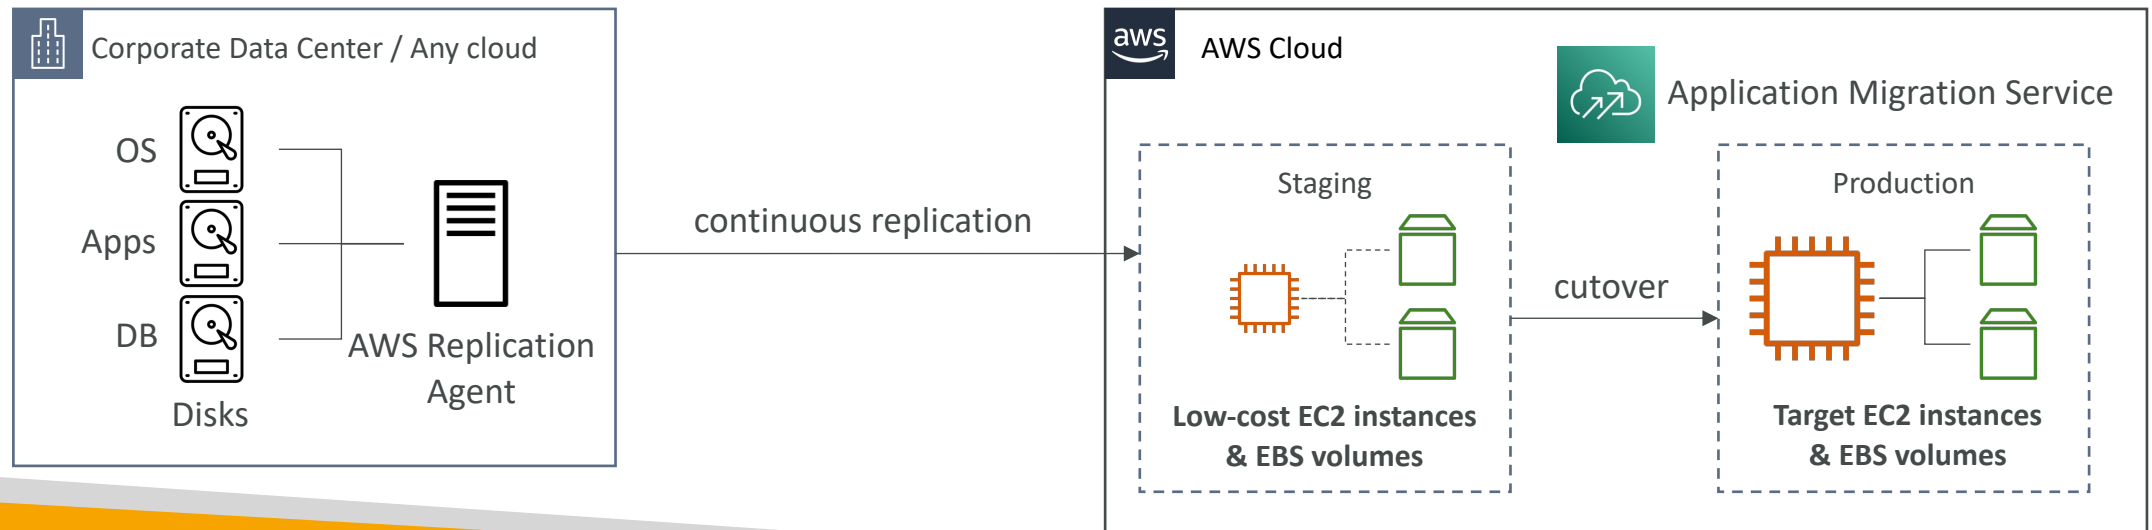 Corporate Data Center / Any cloud
OS
Apps
DB
Disks
AWS Replication
Agent
continuous replication
aws
AWS Cloud
Application Migration Service
Staging
Low-cost EC2 instances
& EBS volumes
cutover
Production
Target EC2 instances
& EBS volumes